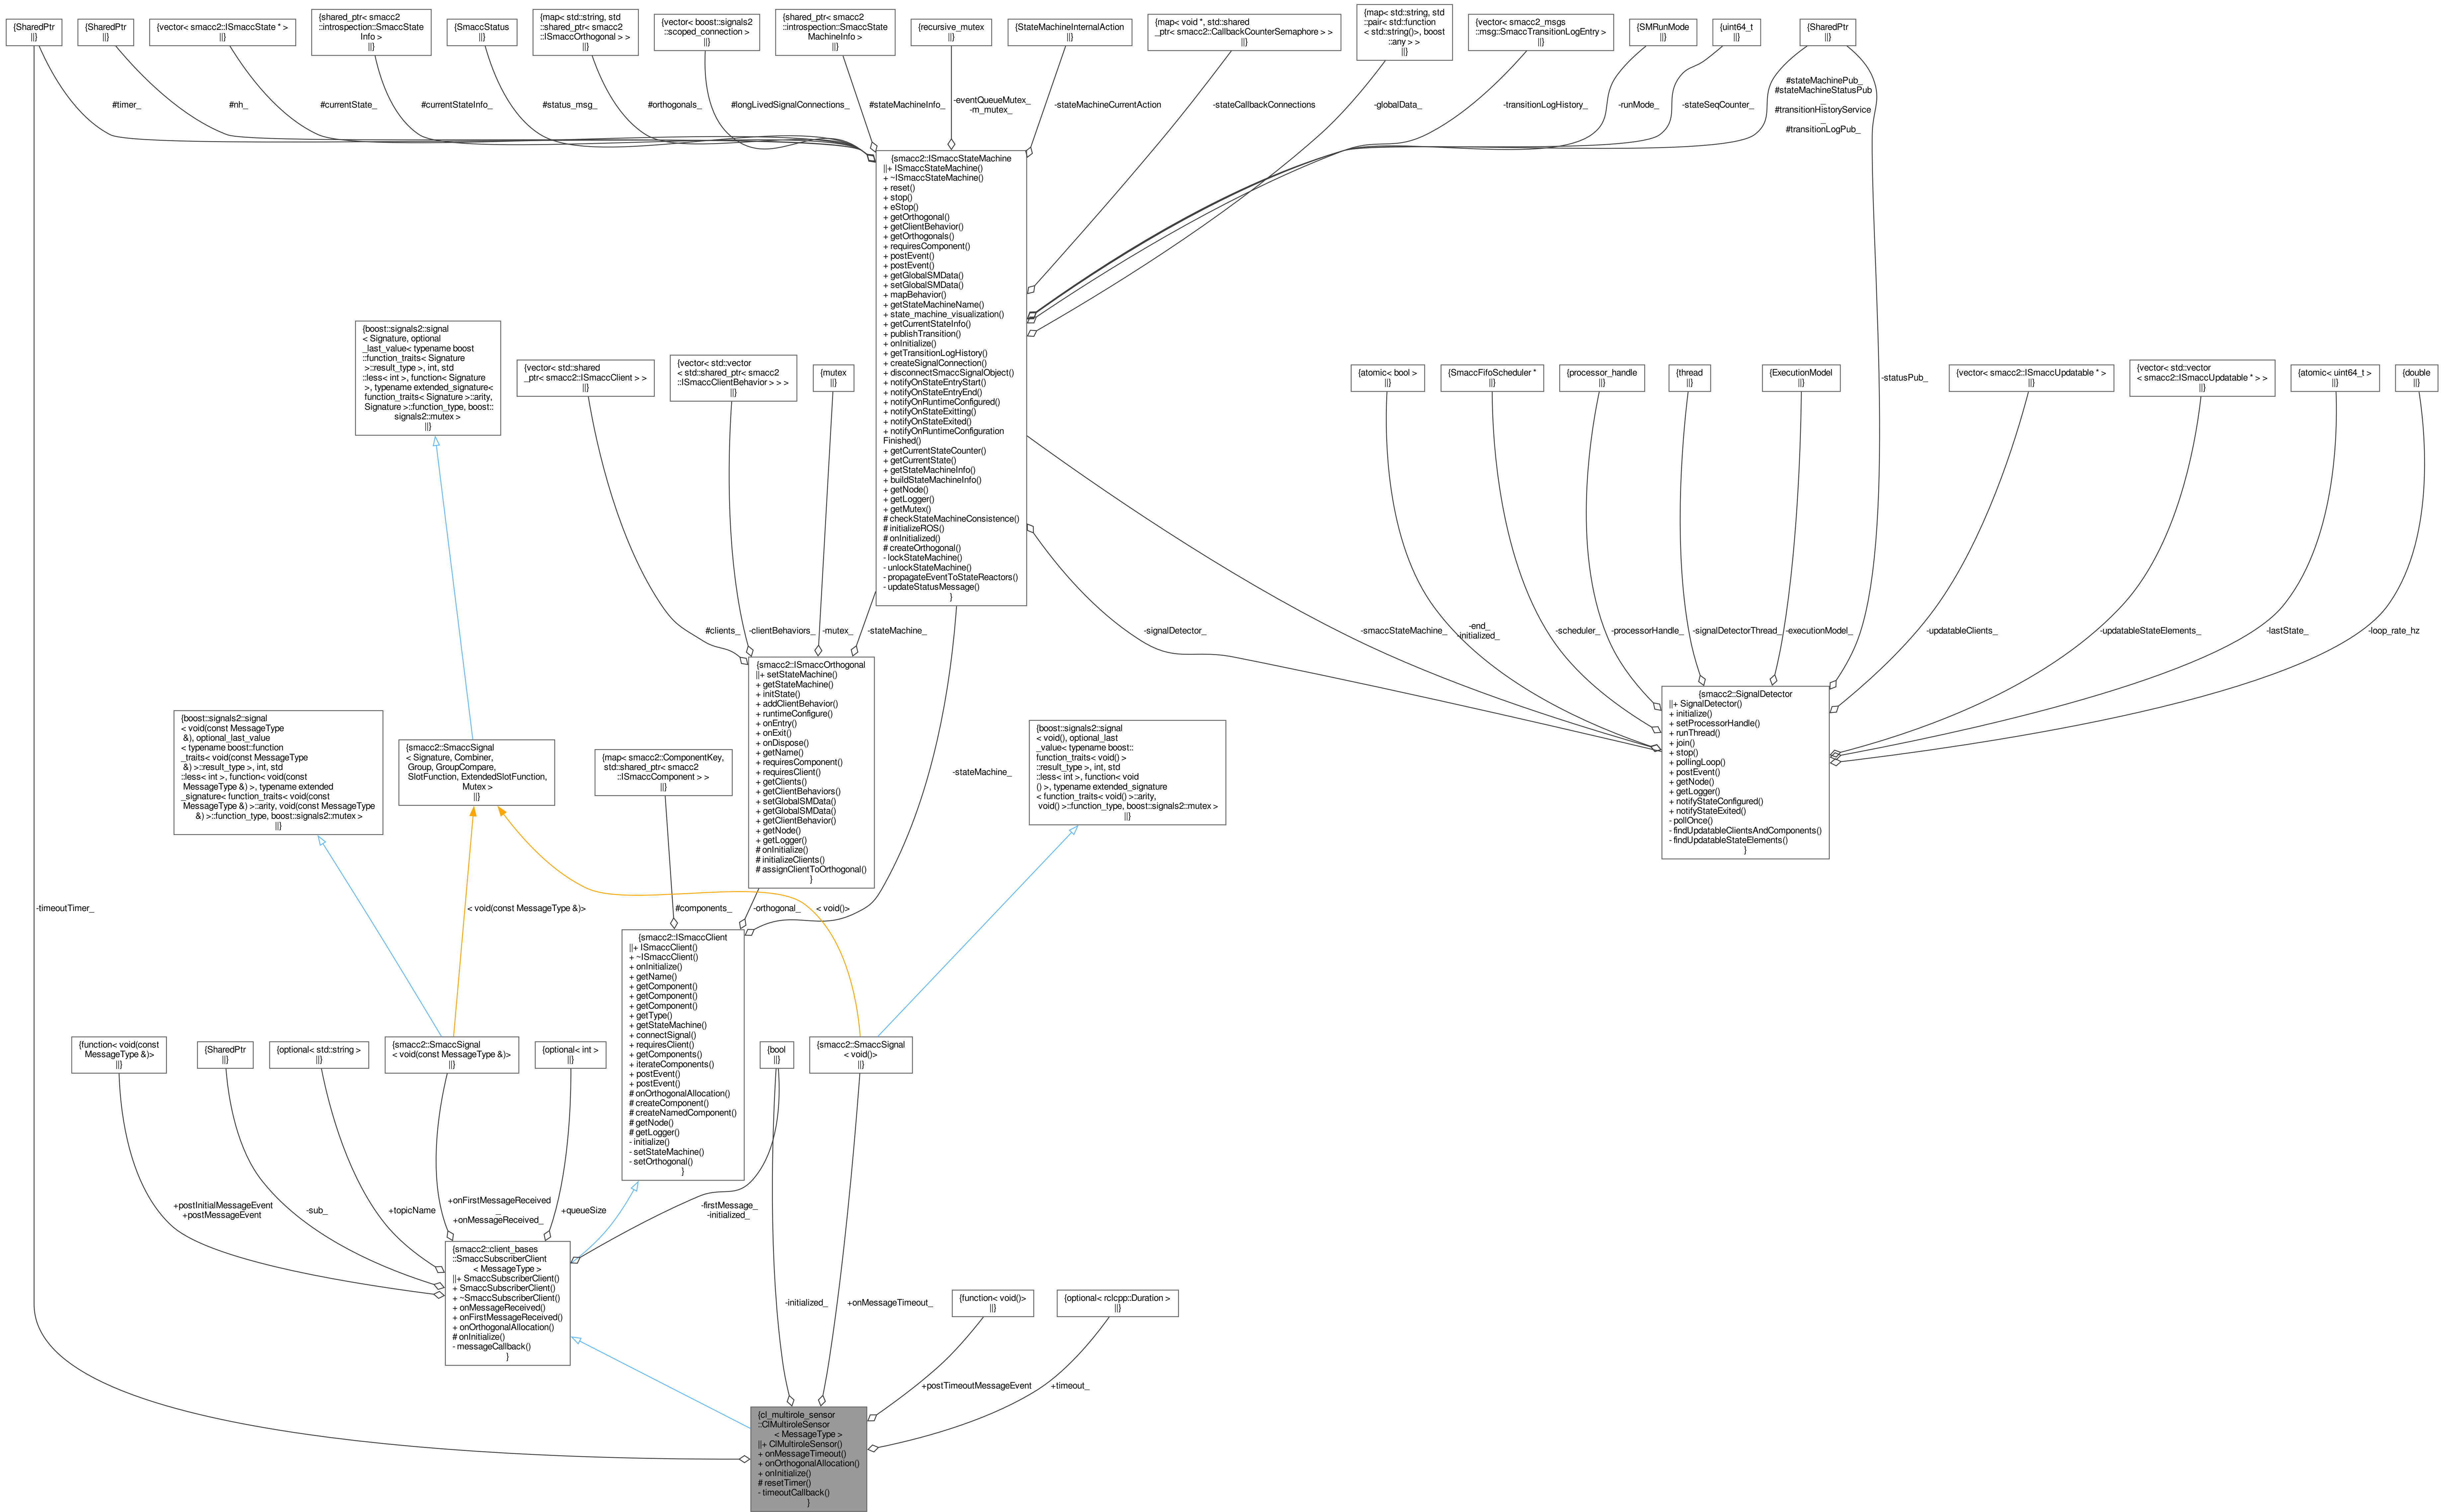 {SharedPtr
||}
{SharedPtr
||}
{vector< smacc2::ISmaccState * >
||}
{shared_ptr< smacc2
::introspection::SmaccState
Info >
||}
{SmaccStatus
||}
{map< std::string, std
::shared_ptr< smacc2
::ISmaccOrthogonal > >
||}
{vector< boost::signals2
::scoped_connection >
||}
{shared_ptr< smacc2
::introspection::SmaccState
MachineInfo >
||}
{recursive_mutex
||}
{StateMachineInternalAction
||}
{map< void *, std::shared
_ptr< smacc2::CallbackCounterSemaphore > >
||}
{map< std::string, std
::pair< std::function
< std::string()>, boost
::any > >
||}
{vector< smacc2_msgs
::msg::SmaccTransitionLogEntry >
||}
{SMRunMode
||}
{uint64_t
||}
{SharedPtr
||}
#timer_
#nh_
#currentState_
#currentStateInfo_
#status_msg_
#orthogonals_
#longLivedSignalConnections_
#stateMachineInfo_
-eventQueueMutex_
-m_mutex_
-stateMachineCurrentAction
-stateCallbackConnections
-globalData_
-transitionLogHistory_
-runMode_
-stateSeqCounter_
#stateMachinePub_
#stateMachineStatusPub
_
#transitionHistoryService
_
#transitionLogPub_
{smacc2::ISmaccStateMachine
||+ ISmaccStateMachine()
+ ~ISmaccStateMachine()
+ reset()
+ stop()
+ eStop()
+ getOrthogonal()
+ getClientBehavior()
+ getOrthogonals()
+ requiresComponent()
+ postEvent()
+ postEvent()
+ getGlobalSMData()
+ setGlobalSMData()
+ mapBehavior()
+ getStateMachineName()
+ state_machine_visualization()
+ getCurrentStateInfo()
+ publishTransition()
+ onInitialize()
+ getTransitionLogHistory()
+ createSignalConnection()
+ disconnectSmaccSignalObject()
+ notifyOnStateEntryStart()
+ notifyOnStateEntryEnd()
+ notifyOnRuntimeConfigured()
+ notifyOnStateExitting()
+ notifyOnStateExited()
+ notifyOnRuntimeConfiguration
Finished()
+ getCurrentStateCounter()
+ getCurrentState()
+ getStateMachineInfo()
+ buildStateMachineInfo()
+ getNode()
+ getLogger()
+ getMutex()
# checkStateMachineConsistence()
# initializeROS()
# onInitialized()
# createOrthogonal()
- lockStateMachine()
- unlockStateMachine()
- propagateEventToStateReactors()
- updateStatusMessage()
}
{boost::signals2::signal
< Signature, optional
_last_value< typename boost
::function_traits< Signature
>::result_type >, int, std
::less< int >, function< Signature
>, typename extended_signature<
function_traits< Signature >::arity,
Signature >::function_type, boost::
signals2::mutex >
||}
{vector< std::shared
_ptr< smacc2::ISmaccClient > >
||}
{vector< std::vector
< std::shared_ptr< smacc2
::ISmaccClientBehavior > > >
||}
{mutex
||}
{atomic< bool >
||}
{SmaccFifoScheduler *
||}
{processor_handle
||}
{thread
||}
{ExecutionModel
||}
-statusPub_
{vector< smacc2::ISmaccUpdatable * >
||}
{vector< std::vector
< smacc2::ISmaccUpdatable * > >
||}
{atomic< uint64_t >
||}
{double
||}
#clients_
-clientBehaviors_
-mutex_
-stateMachine_
-signalDetector_
-smaccStateMachine_
-end_
-initialized_
-scheduler_
-processorHandle_
-signalDetectorThread_
-executionModel_
-updatableClients_
-updatableStateElements_
-lastState_
-loop_rate_hz
{smacc2::ISmaccOrthogonal
||+ setStateMachine()
+ getStateMachine()
+ initState()
+ addClientBehavior()
+ runtimeConfigure()
+ onEntry()
+ onExit()
+ onDispose()
+ getName()
+ requiresComponent()
+ requiresClient()
+ getClients()
+ getClientBehaviors()
+ setGlobalSMData()
+ getGlobalSMData()
+ getClientBehavior()
+ getNode()
+ getLogger()
# onInitialize()
# initializeClients()
# assignClientToOrthogonal()
}
{smacc2::SignalDetector
||+ SignalDetector()
+ initialize()
+ setProcessorHandle()
+ runThread()
+ join()
+ stop()
+ pollingLoop()
+ postEvent()
+ getNode()
+ getLogger()
+ notifyStateConfigured()
+ notifyStateExited()
- pollOnce()
- findUpdatableClientsAndComponents()
- findUpdatableStateElements()
}
{boost::signals2::signal
< void(const MessageType
&), optional_last_value
< typename boost::function
_traits< void(const MessageType
&) >::result_type >, int, std
::less< int >, function< void(const
MessageType &) >, typename extended
_signature< function_traits< void(const
MessageType &) >::arity, void(const MessageType
&) >::function_type, boost::signals2::mutex >
||}
{smacc2::SmaccSignal
< Signature, Combiner,
Group, GroupCompare,
SlotFunction, ExtendedSlotFunction,
Mutex >
||}
{map< smacc2::ComponentKey,
std::shared_ptr< smacc2
::ISmaccComponent > >
||}
-stateMachine_
{boost::signals2::signal
< void(), optional_last
_value< typename boost::
function_traits< void() >
::result_type >, int, std
::less< int >, function< void
() >, typename extended_signature
< function_traits< void() >::arity,
void() >::function_type, boost::signals2::mutex >
||}
-timeoutTimer_
< void(const MessageType &)>
#components_
-orthogonal_
< void()>
{smacc2::ISmaccClient
||+ ISmaccClient()
+ ~ISmaccClient()
+ onInitialize()
+ getName()
+ getComponent()
+ getComponent()
+ getComponent()
+ getType()
+ getStateMachine()
+ connectSignal()
+ requiresClient()
+ getComponents()
+ iterateComponents()
+ postEvent()
+ postEvent()
# onOrthogonalAllocation()
# createComponent()
# createNamedComponent()
# getNode()
# getLogger()
- initialize()
- setStateMachine()
- setOrthogonal()
}
{function< void(const
MessageType &)>
||}
{SharedPtr
||}
{optional< std::string >
||}
{smacc2::SmaccSignal
< void(const MessageType &)>
||}
{optional< int >
||}
{bool
||}
{smacc2::SmaccSignal
< void()>
||}
+postInitialMessageEvent
+postMessageEvent
-sub_
+topicName
+onFirstMessageReceived
_
+onMessageReceived_
+queueSize
-firstMessage_
-initialized_
{smacc2::client_bases
::SmaccSubscriberClient
< MessageType >
||+ SmaccSubscriberClient()
+ SmaccSubscriberClient()
+ ~SmaccSubscriberClient()
+ onMessageReceived()
+ onFirstMessageReceived()
+ onOrthogonalAllocation()
# onInitialize()
- messageCallback()
}
-initialized_
+onMessageTimeout_
{function< void()>
||}
{optional< rclcpp::Duration >
||}
+postTimeoutMessageEvent
+timeout_
{cl_multirole_sensor
::ClMultiroleSensor
< MessageType >
||+ ClMultiroleSensor()
+ onMessageTimeout()
+ onOrthogonalAllocation()
+ onInitialize()
# resetTimer()
- timeoutCallback()
}